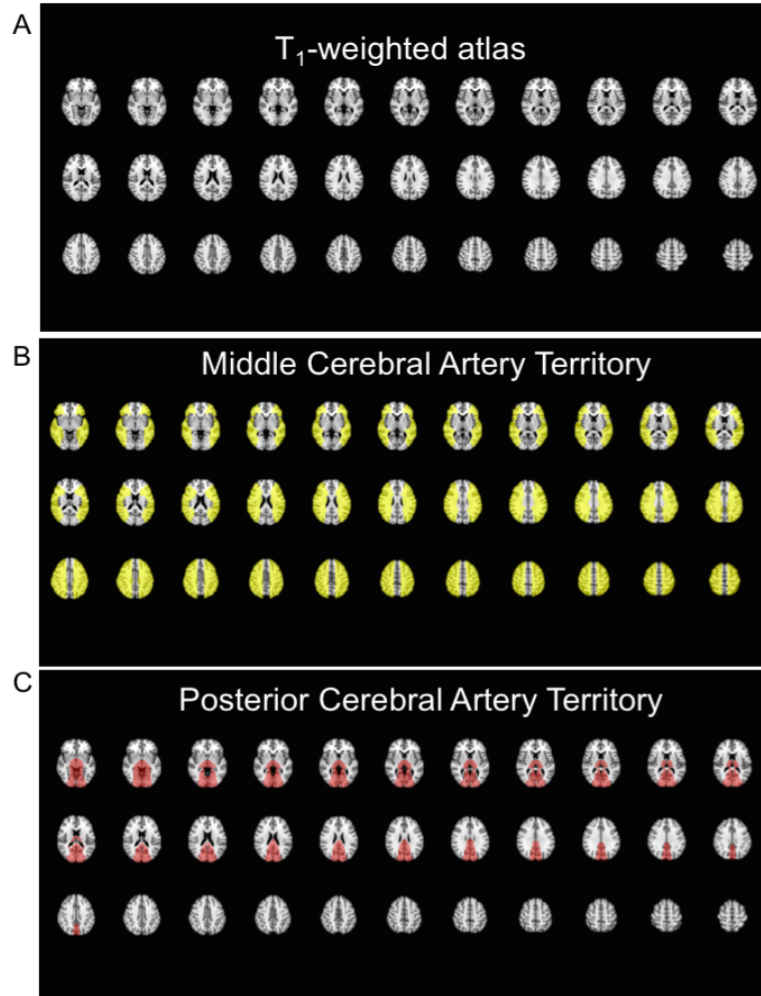 A
T₁-weighted atlas
B
Middle Cerebral Artery Territory
C
Posterior Cerebral Artery Territory